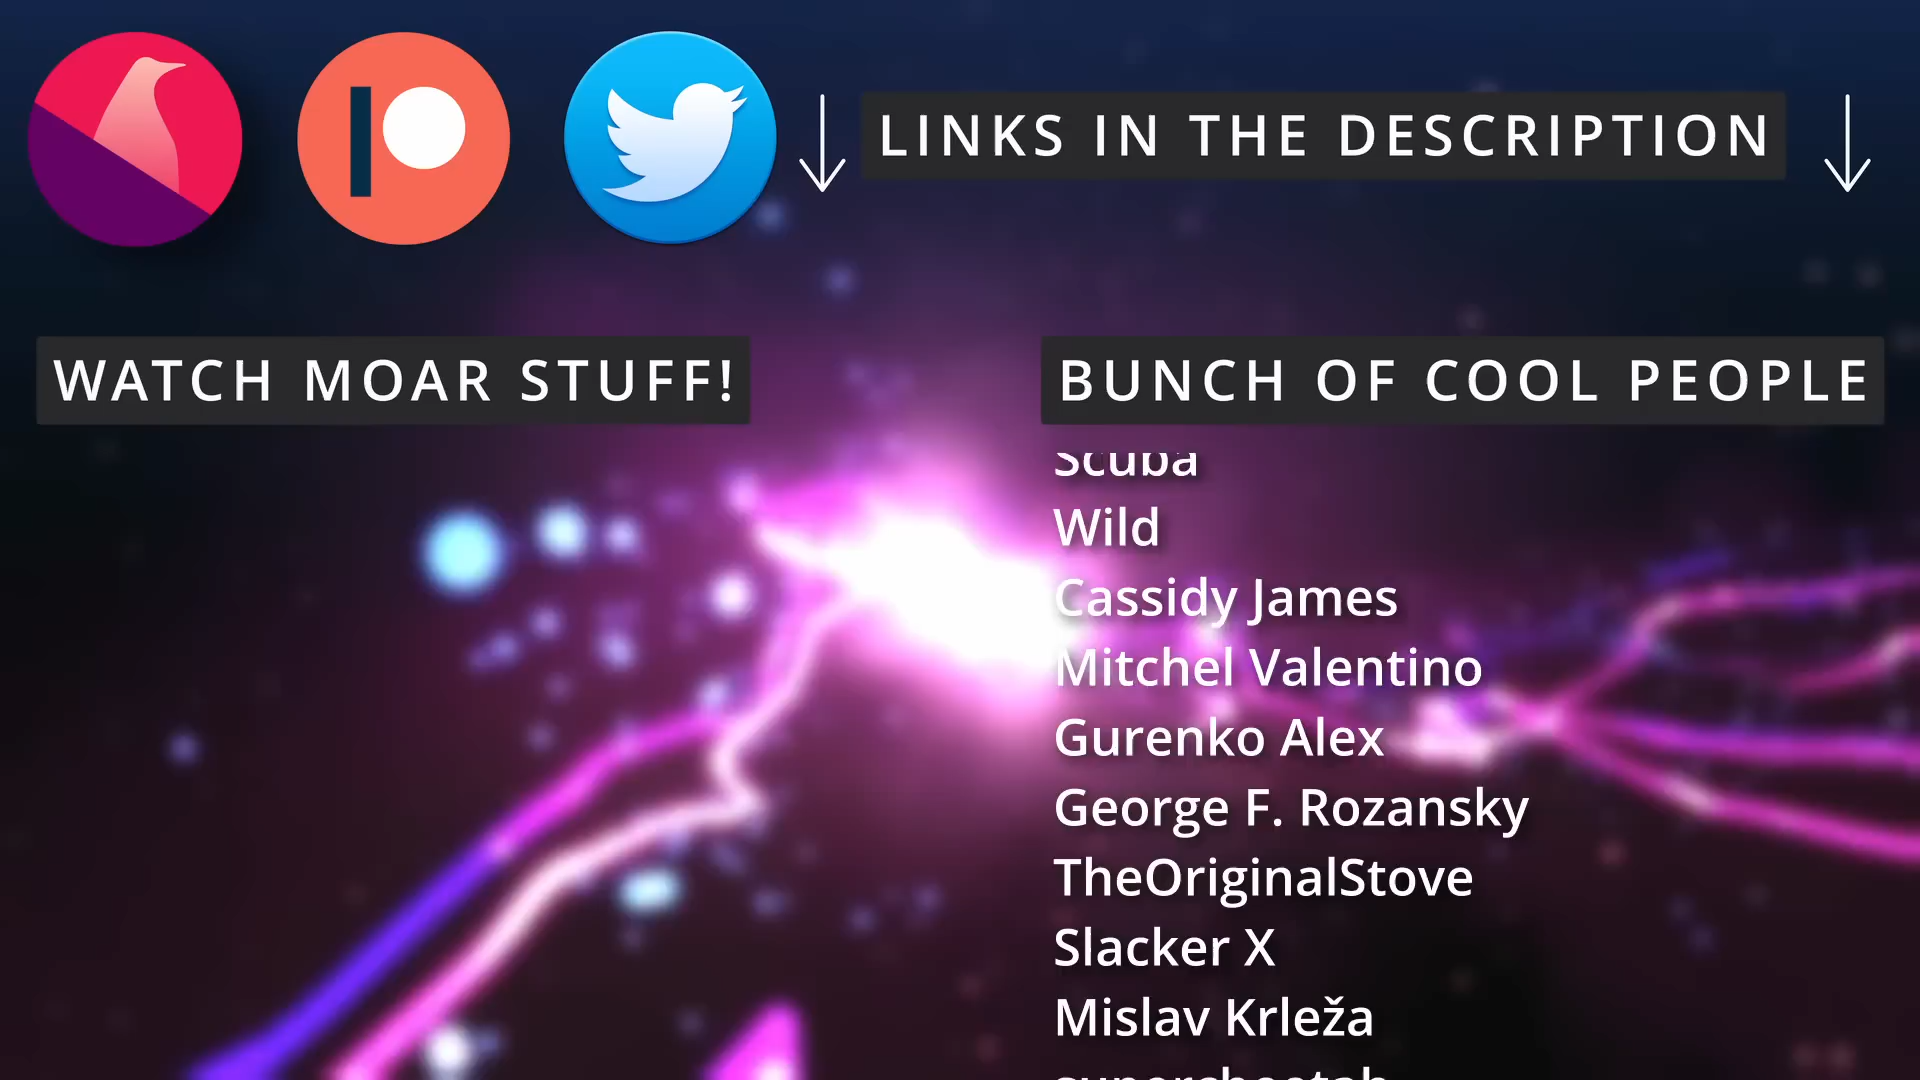 LINKS IN THE DESCRIPTION
WATCH MOAR STUFF!
BUNCH OF COOL PEOPLE
Scuba
Wild
Cassidy James
Mitchel Valentino
Gurenko Alex
George F. Rozansky
TheOriginalStove
Slacker X
Mislav Krleža